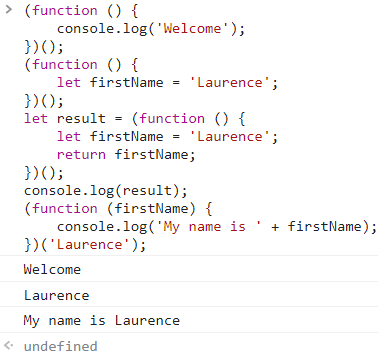 > (function () {
    console.log('Welcome');
})();
(function () {
    let firstName = 'Laurence';
})();
let result = (function () {
    let firstName = 'Laurence';
    return firstName;
})();
console.log(result);
(function (firstName) {
    console.log('My name is ' + firstName);
})('Laurence');
Welcome
Laurence
My name is Laurence
undefined